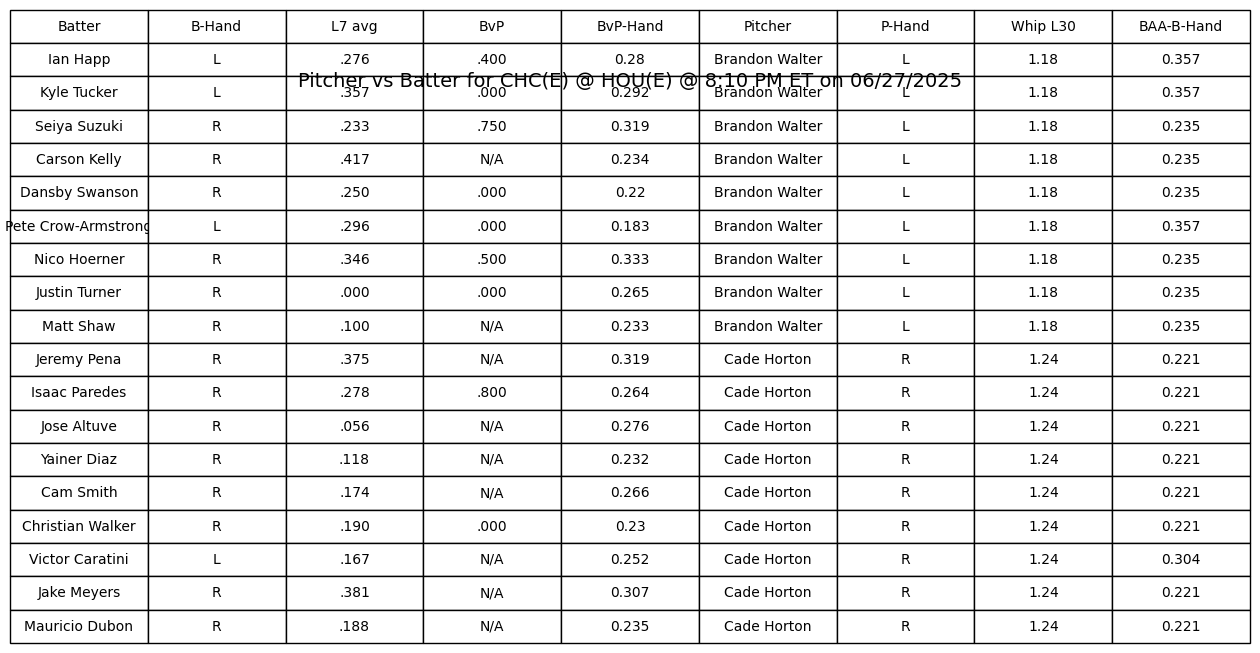 Batter B-Hand L7 avg BvP BvP-Hand Pitcher P-Hand Whip L30 BAA-B-Hand
Ian Happ L .276 .400 0.28 Brandon Walter L 1.18 0.357
Pitcher vs Batter for CHC(E) @ HOU(E) @ 8:10 PM ET on 06/27/2025
Kyle Tucker L .357 .000 0.292 Brandon Walter L 1.18 0.357
Seiya Suzuki R .233 .750 0.319 Brandon Walter L 1.18 0.235
Carson Kelly R .417 N/A 0.234 Brandon Walter L 1.18 0.235
Dansby Swanson R .250 .000 0.22 Brandon Walter L 1.18 0.235
Pete Crow-Armstrong L .296 .000 0.183 Brandon Walter L 1.18 0.357
Nico Hoerner R .346 .500 0.333 Brandon Walter L 1.18 0.235
Justin Turner R .000 .000 0.265 Brandon Walter L 1.18 0.235
Matt Shaw R .100 N/A 0.233 Brandon Walter L 1.18 0.235
Jeremy Pena R .375 N/A 0.319 Cade Horton R 1.24 0.221
Isaac Paredes R .278 .800 0.264 Cade Horton R 1.24 0.221
Jose Altuve R .056 N/A 0.276 Cade Horton R 1.24 0.221
Yainer Diaz R .118 N/A 0.232 Cade Horton R 1.24 0.221
Cam Smith R .174 N/A 0.266 Cade Horton R 1.24 0.221
Christian Walker R .190 .000 0.23 Cade Horton R 1.24 0.221
Victor Caratini L .167 N/A 0.252 Cade Horton R 1.24 0.304
Jake Meyers R .381 N/A 0.307 Cade Horton R 1.24 0.221
Mauricio Dubon R .188 N/A 0.235 Cade Horton R 1.24 0.221